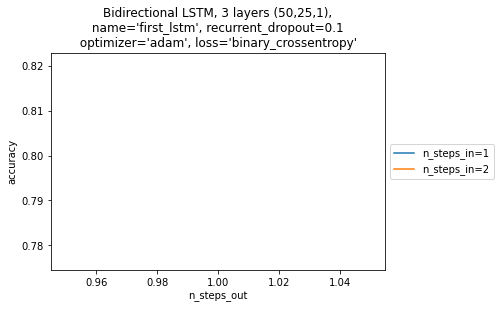 Bidirectional LSTM, 3 layers (50,25,1),
name='first_lstm', recurrent_dropout=0.1
optimizer='adam', loss='binary_crossentropy'
0.82
0.81
0.80
0.79
0.78
accuracy
0.96
0.98
1.00
1.02
1.04
n_steps_out
n_steps_in=1
n_steps_in=2